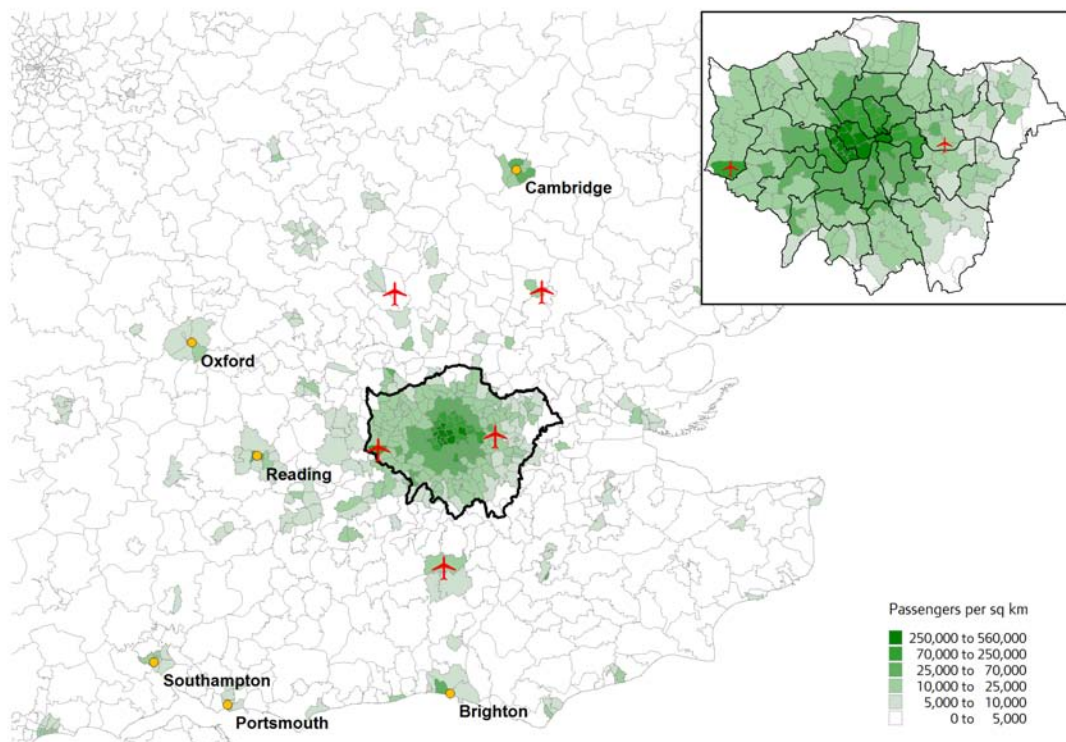 Cambridge
Oxford
Reading
Southampton
Portsmouth
Brighton
Passengers per sq km
250,000 to 560,000
70,000 to 250,000
25,000 to 70,000
10,000 to 25,000
5,000 to 10,000
0 to 5,000